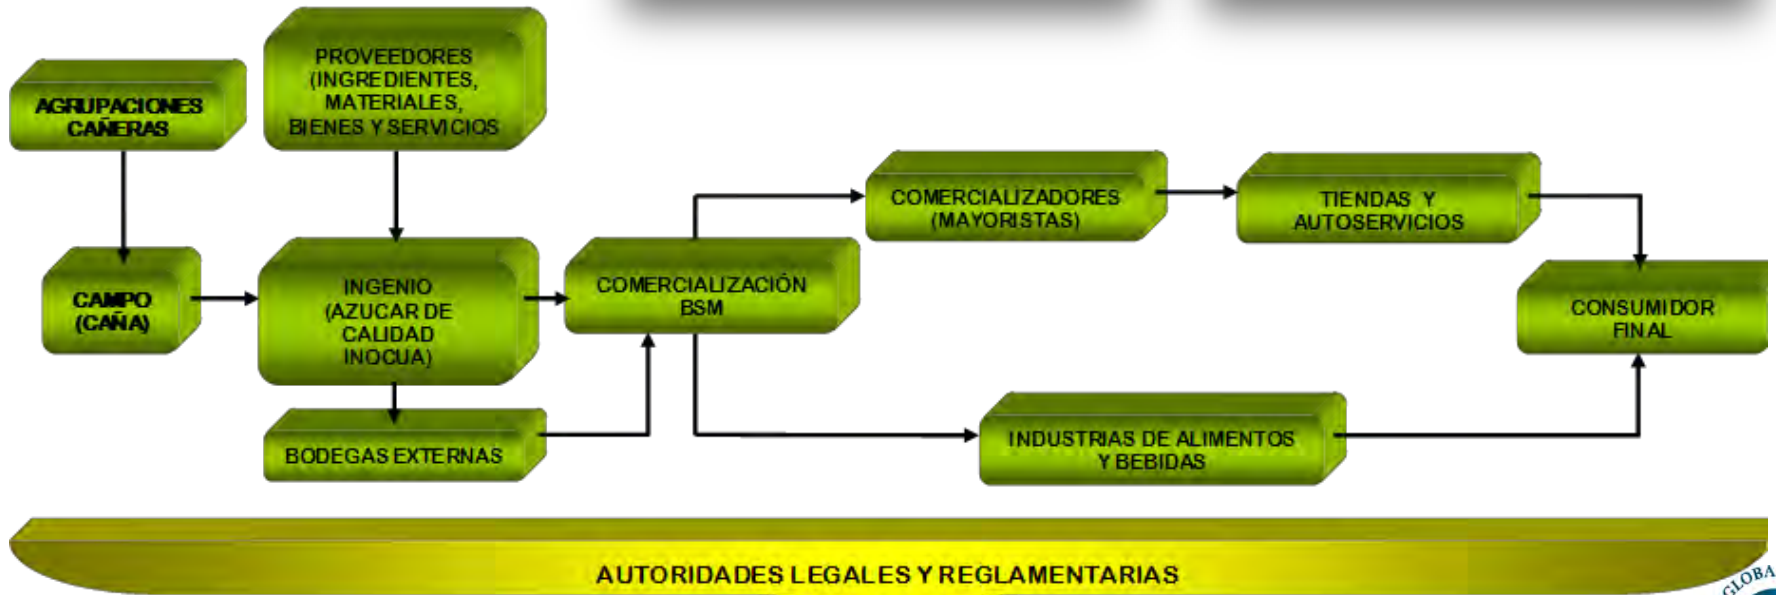 AGRUPACIONES
CAÑERAS
PROVEEDORES
(INGREDIENTES,
MATERIALES,
BIENES Y SERVICIOS
CAMPO
(CAÑA)
INGENIO
(AZUCAR DE
CALIDAD
INOCUA)
BODEGAS EXTERNAS
COMERCIALIZACIÓN
BSM
COMERCIALIZADORES
(MAYORISTAS)
TIENDAS Y
AUTOSERVICIOS
INDUSTRIAS DE ALIMENTOS
Y BEBIDAS
CONSUMIDOR
FINAL
AUTORIDADES LEGALES Y REGLAMENTARIAS
GLOBA